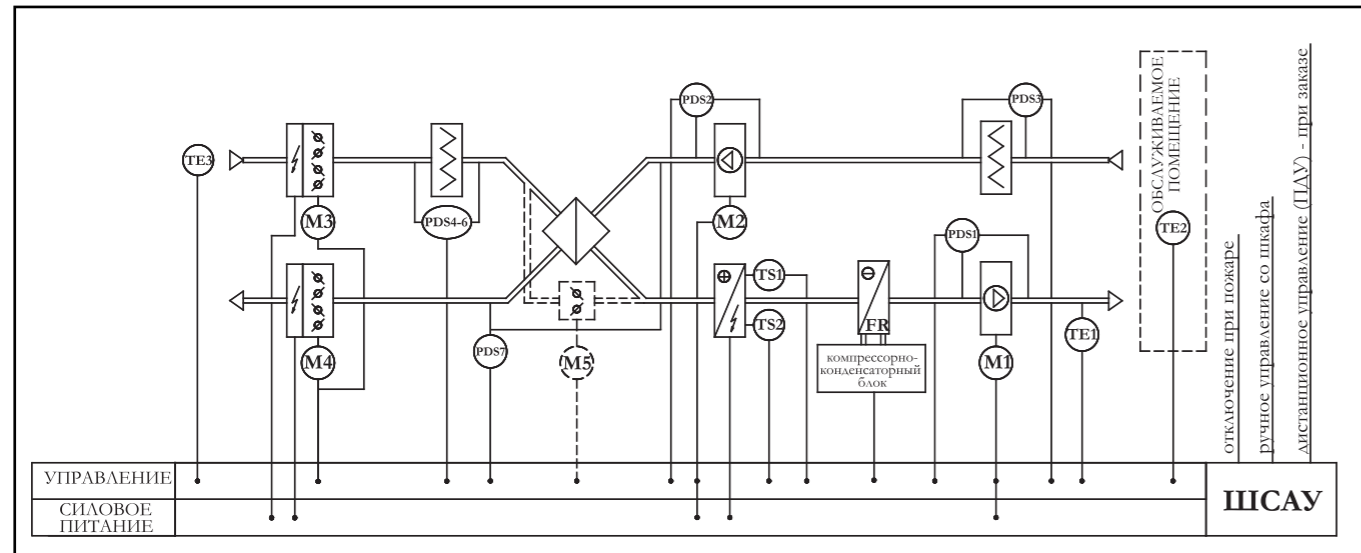 PDS2
PDS3
TE3
M3
PDS4-6
M2
PDS1
ОБСЛУЖИВАЕМОЕ
ПОМЕЩЕНИЕ
TE2
TS1
TS2
FR
M4
PDS7
M5
компрессорно-
конденсаторный
блок
M1
TE1
отключение при пожаре
ручное управление со шкафа
дистанционное управление (ПДУ) - при заказе
УПРАВЛЕНИЕ
СИЛОВОЕ
ПИТАНИЕ
ШСАУ